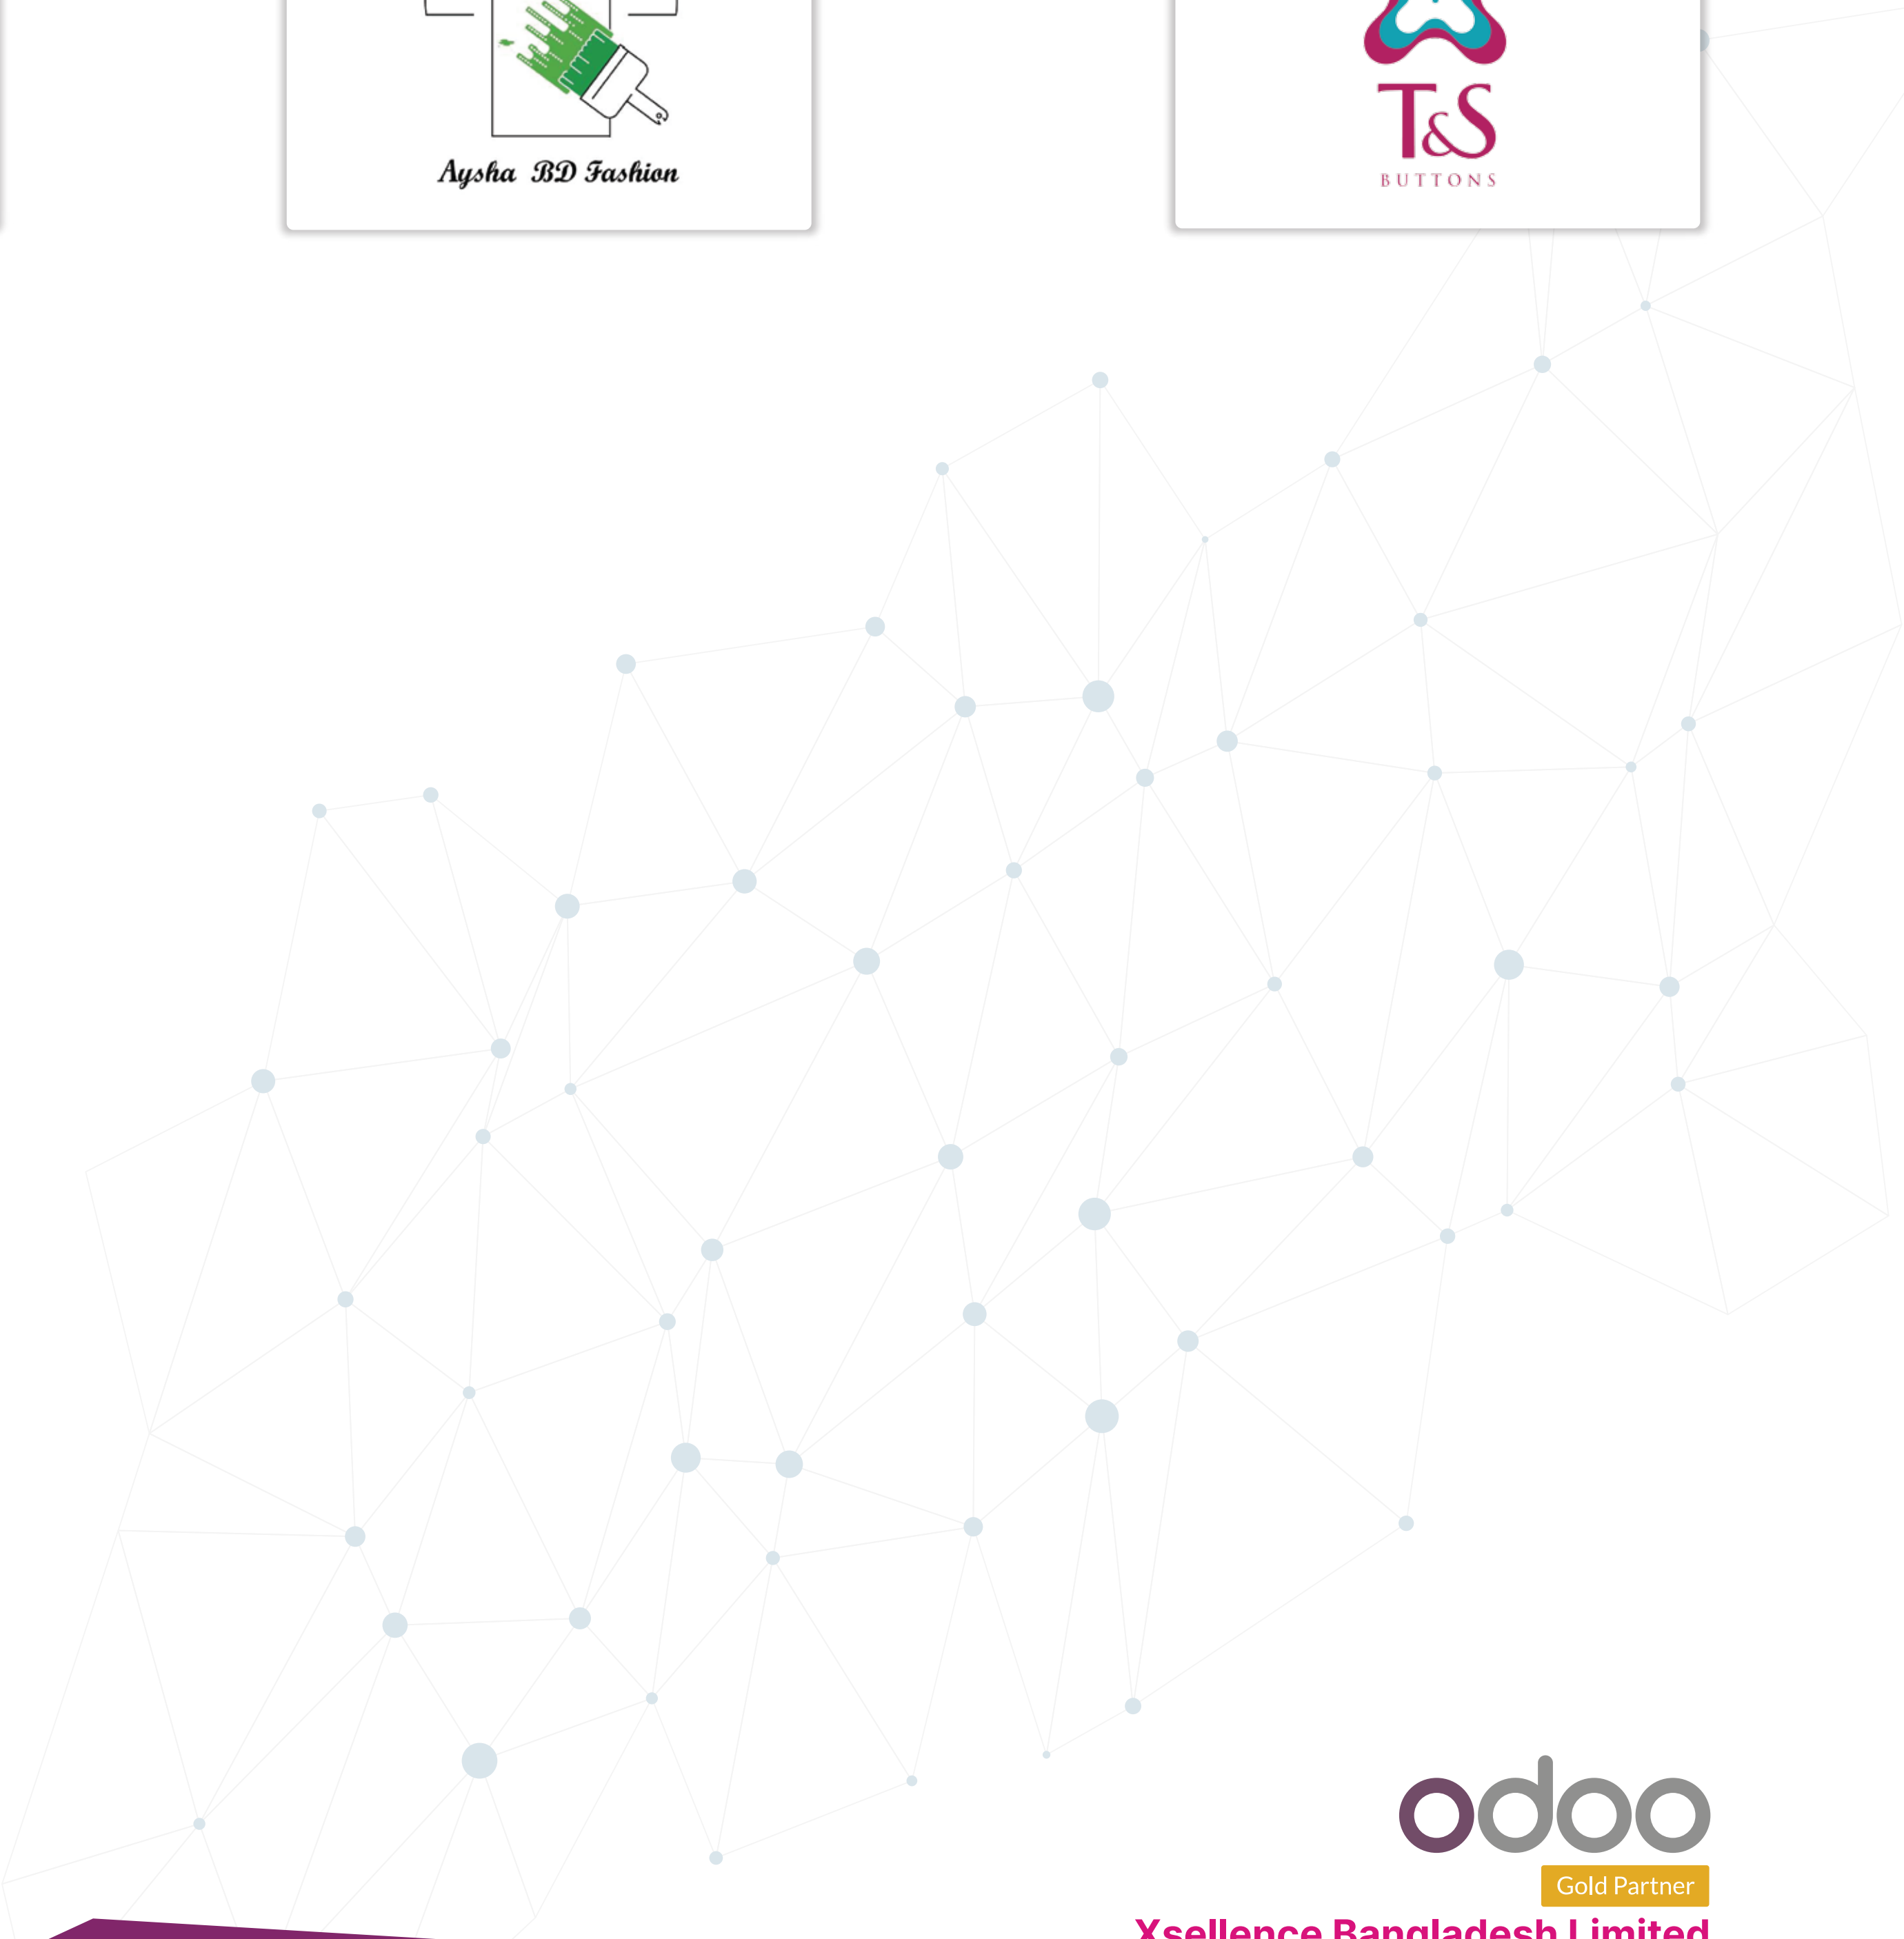 Aysha BD Fashion
T&S
BUTTONS
odoo
Gold Partner
Xsellence Bangladesh Limited